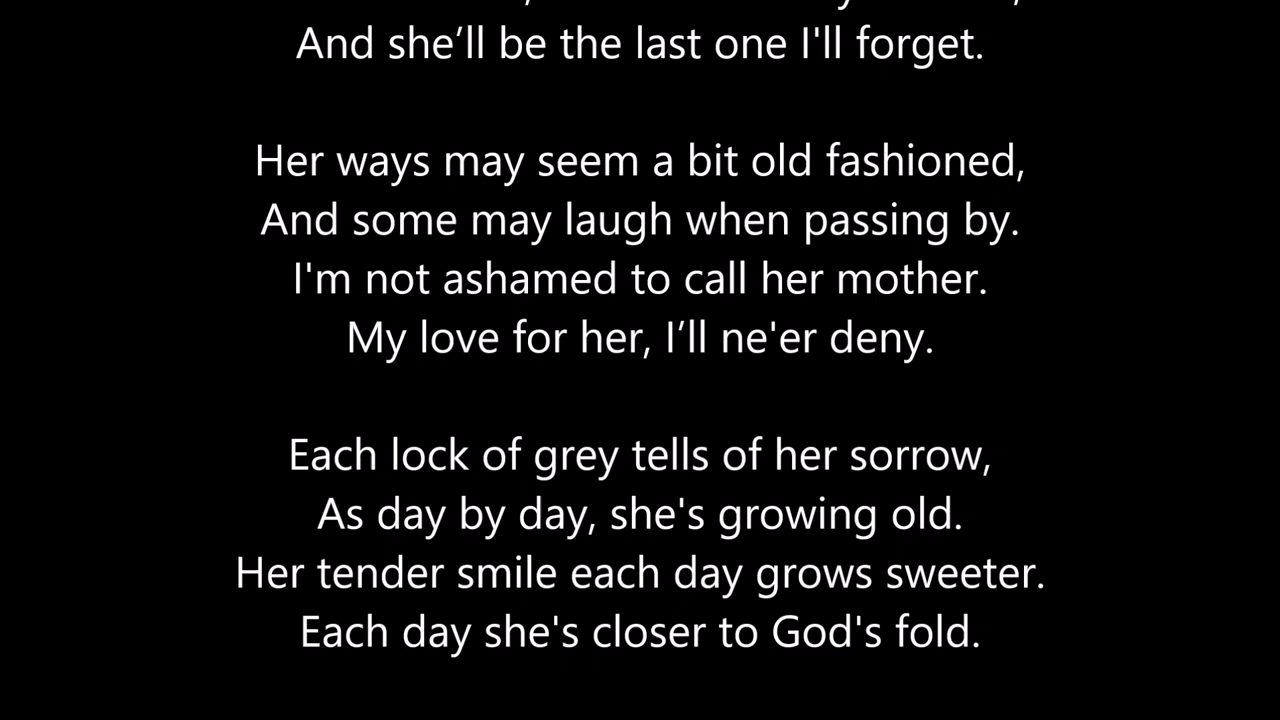 And she’ll be the last one I'll forget.
Her ways may seem a bit old fashioned,
And some may laugh when passing by.
I'm not ashamed to call her mother.
My love for her, I’ll ne'er deny.
Each lock of grey tells of her sorrow,
As day by day, she's growing old.
Her tender smile each day grows sweeter.
Each day she's closer to God's fold.